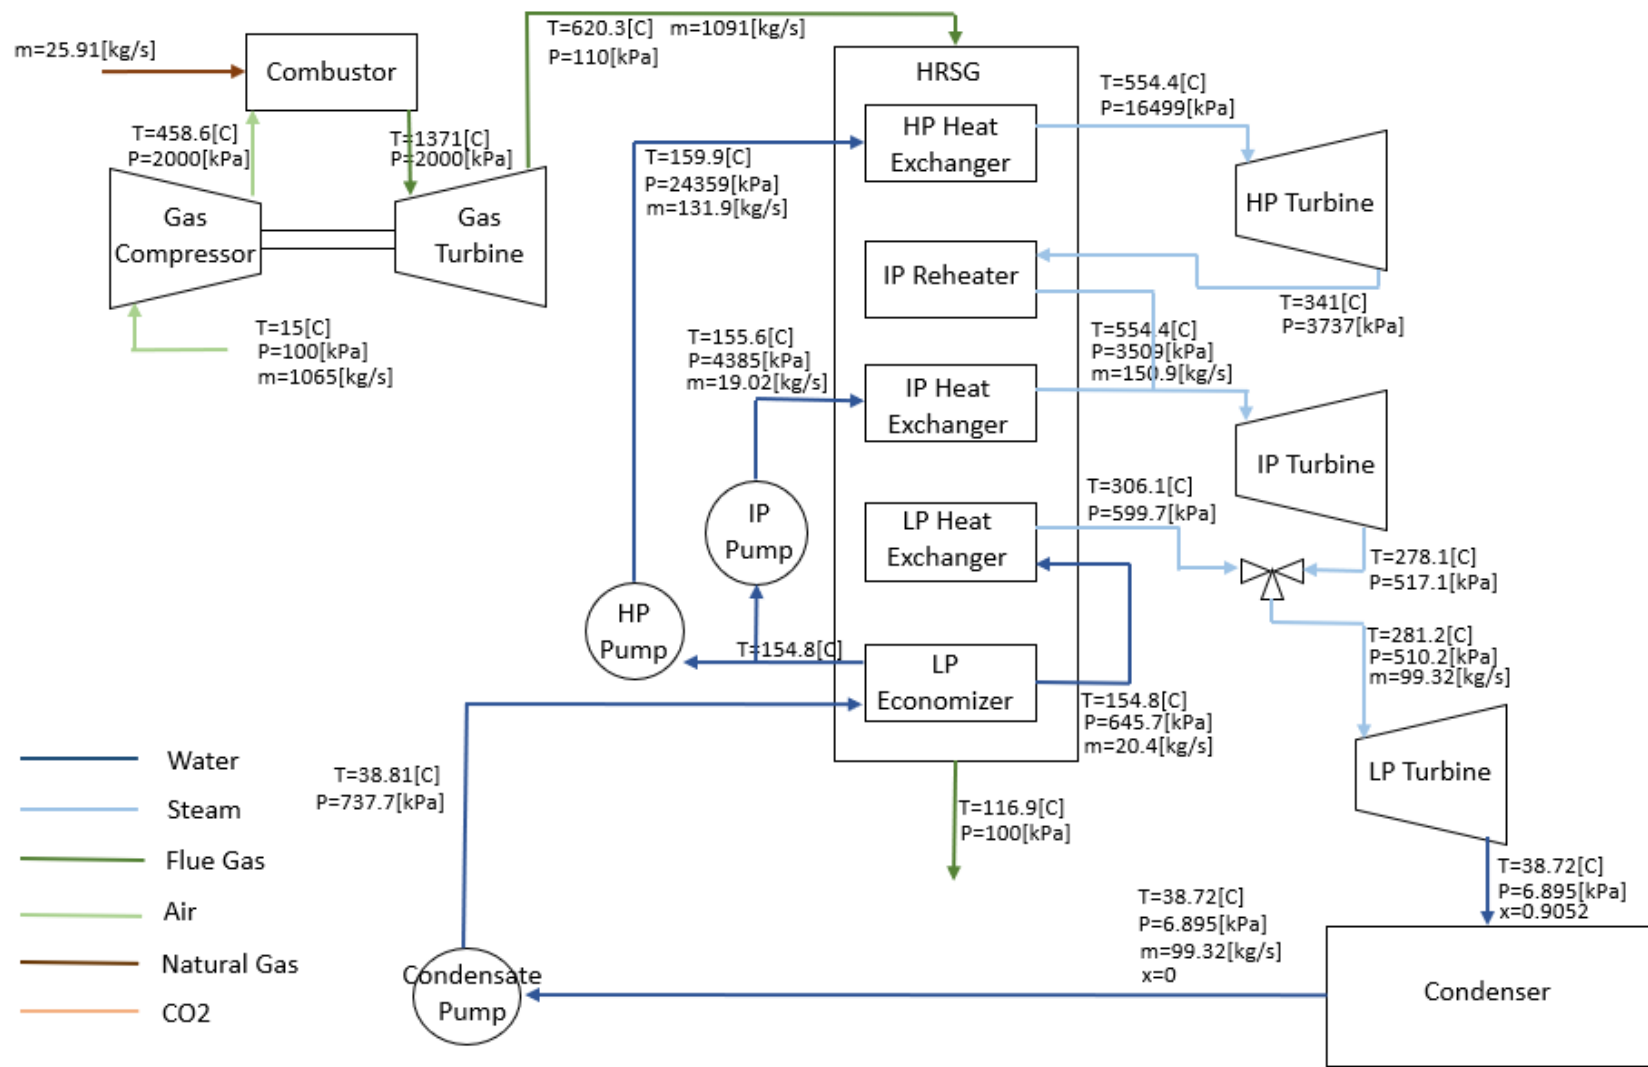 T=620.3[C] m=1091[kg/s]
P=110[kPa]
m=25.91[kg/s]
Combustor
HRSG
T=458.6[C]
P=2000[kPa]
T=1371[C]
P=2000[kPa]
Gas
Compressor
Gas
Turbine
T=15[C]
P=100[kPa]
m=1065[kg/s]
HP Heat
Exchanger
T=554.4[C]
P=16499[kPa]
HP Turbine
T=159.9[C]
P=24359[kPa]
m=131.9[kg/s]
IP Reheater
T=341[C]
P=3737[kPa]
T=155.6[C]
P=4385[kPa]
m=19.02[kg/s]
T=554.4[C]
P=3509[kPa]
m=150.9[kg/s]
IP Heat
Exchanger
IP Turbine
IP
Pump
T=306.1[C]
P=599.7[kPa]
LP Heat
Exchanger
T=278.1[C]
P=517.1[kPa]
HP
Pump
T=154.8[C]
LP
Economizer
T=281.2[C]
P=510.2[kPa]
m=99.32[kg/s]
T=154.8[C]
P=645.7[kPa]
m=20.4[kg/s]
LP Turbine
T=38.81[C]
P=737.7[kPa]
T=116.9[C]
P=100[kPa]
T=38.72[C]
P=6.895[kPa]
x=0.9052
T=38.72[C]
P=6.895[kPa]
m=99.32[kg/s]
x=0
Condensate
Pump
Condenser
Water
Steam
Flue Gas
Air
Natural Gas
CO2